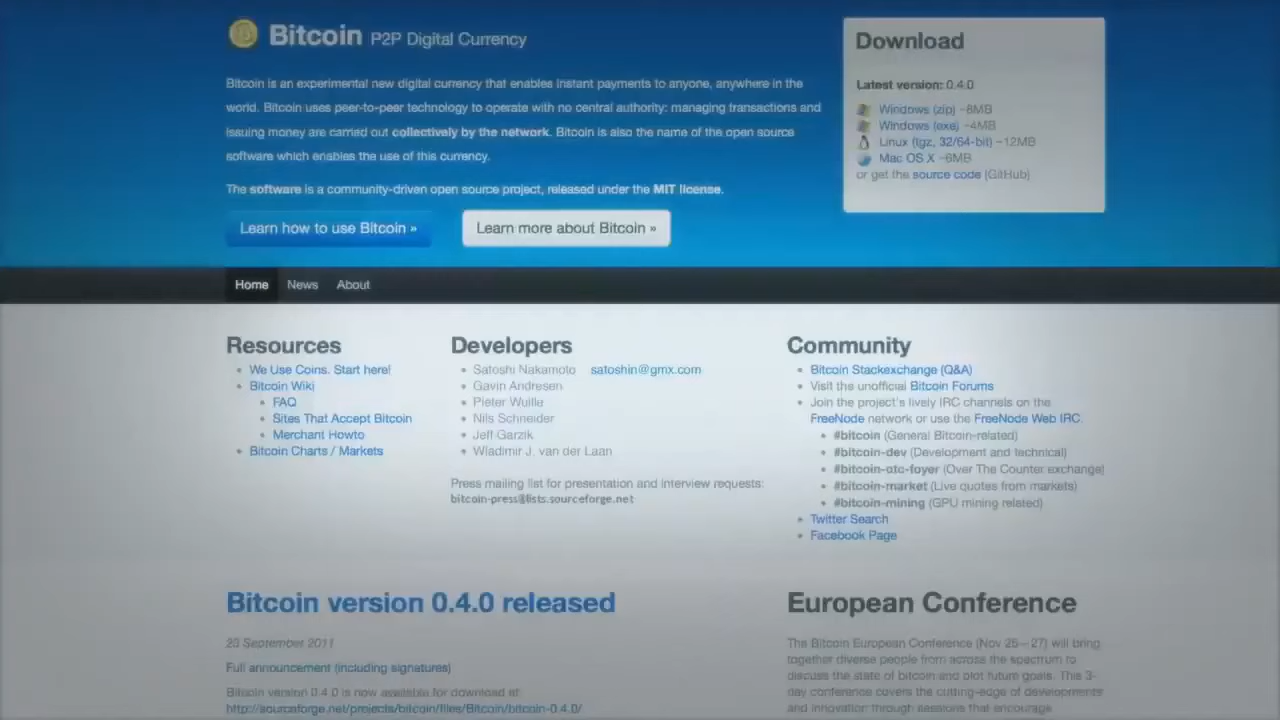 Bitcoin P2P Digital Currency
Bitcoin is an experimental new digital currency that enables instant payments to anyone, anywhere in the
world. Bitcoin uses peer-to-peer technology to operate with no central authority: managing transactions and
issuing money are carried out collectively by the network. Bitcoin is also the name of the open source
software which enables the use of this currency.
The software is a community-driven open source project, released under the MIT license.
Learn how to use Bitcoin »
Learn more about Bitcoin »
Download
Latest version: 0.4.0
Windows (zip) ~8MB
Windows (exe) ~4MB
Linux (tgz, 32/64-bit) ~12MB
Mac OS X ~6MB
or get the source code (GitHub)
Home
News
About
Resources
We Use Coins. Start here!
Bitcoin Wiki
FAQ
Sites That Accept Bitcoin
Merchant Howto
Bitcoin Charts / Markets
Developers
Satoshi Nakamoto satoshin@gmx.com
Gavin Andresen
Pieter Wuille
Nils Schneider
Jeff Garzik
Wladimir J. van der Laan
Press mailing list for presentation and interview requests:
bitcoin-press@lists.sourceforge.net
Community
Bitcoin Stackexchange (Q&A)
Visit the unofficial Bitcoin Forums
Join the project's lively IRC channels on the
FreeNode network or use the FreeNode Web IRC.
#bitcoin (General Bitcoin-related)
#bitcoin-dev (Development and technical)
#bitcoin-otc-foyer (Over The Counter exchange)
#bitcoin-market (Live quotes from markets)
#bitcoin-mining (GPU mining related)
Twitter Search
Facebook Page
Bitcoin version 0.4.0 released
23 September 2011
Full announcement (including signatures)
Bitcoin version 0.4.0 is now available for download at:
http://sourceforge.net/projects/bitcoin/files/Bitcoin/bitcoin-0.4.0/
European Conference
The Bitcoin European Conference (Nov 25—27) will bring
together diverse people from across the spectrum to
discuss the state of bitcoin and plot future goals. This 3-
day conference covers the cutting-edge of developments
and innovation through sessions that encourage